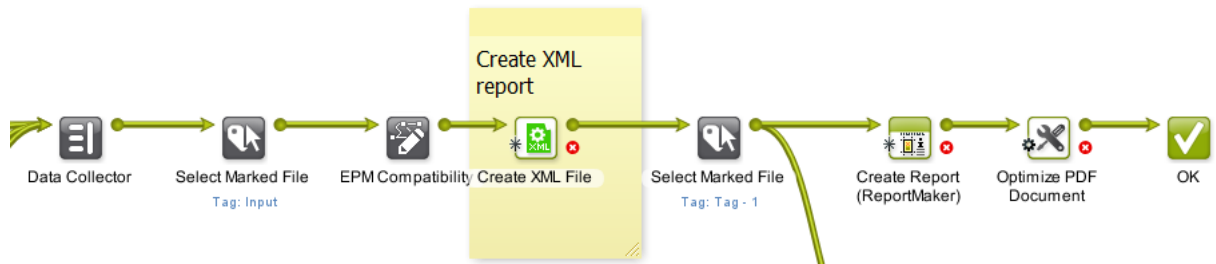 Create XML
report
XML
Data Collector
Select Marked File
Tag: Input
EPM Compatibility
Create XML File
Select Marked File
Tag: Tag - 1
Create Report
(ReportMaker)
Optimize PDF
Document
OK